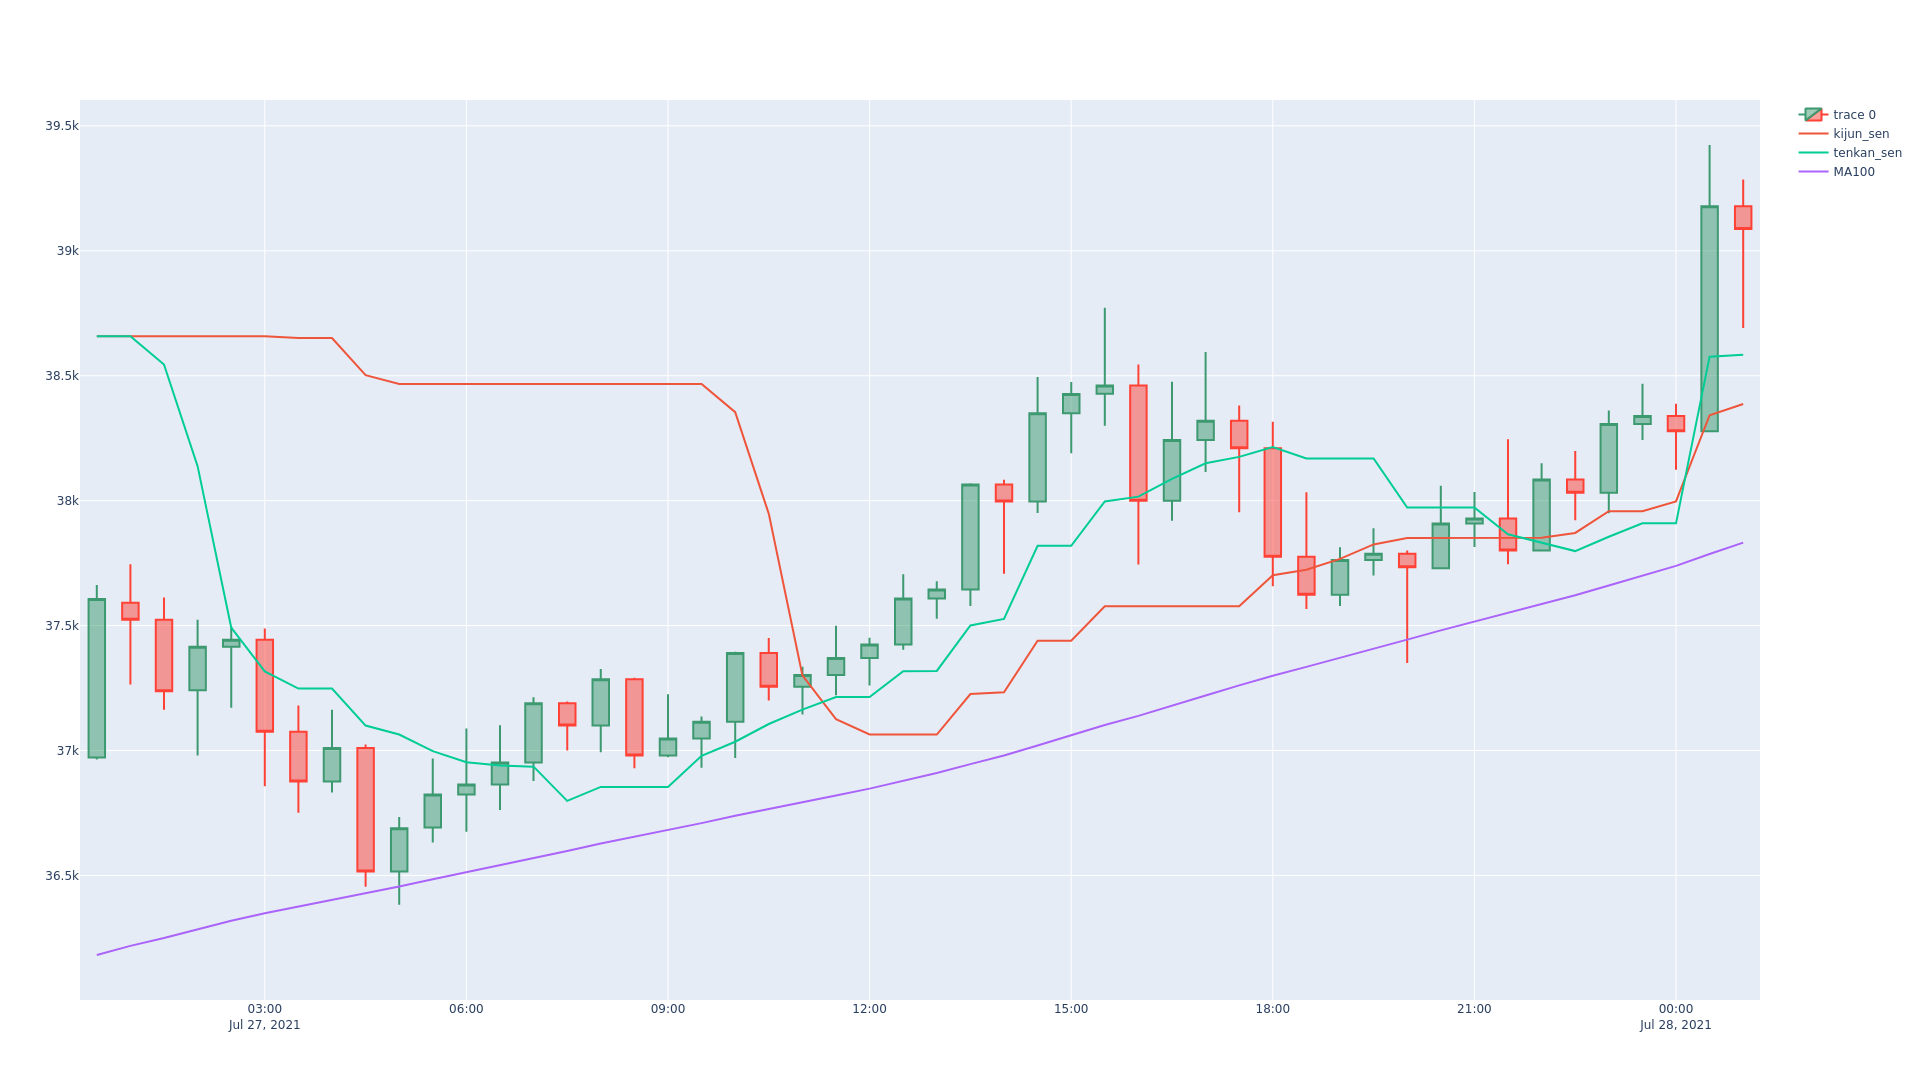 39.5k
39k
38.5k
38k
37.5k
37k
36.5k
03:00
Jul 27, 2021
06:00
09:00
12:00
15:00
18:00
21:00
00:00
Jul 28, 2021
trace 0
kijun_sen
tenkan_sen
MA100